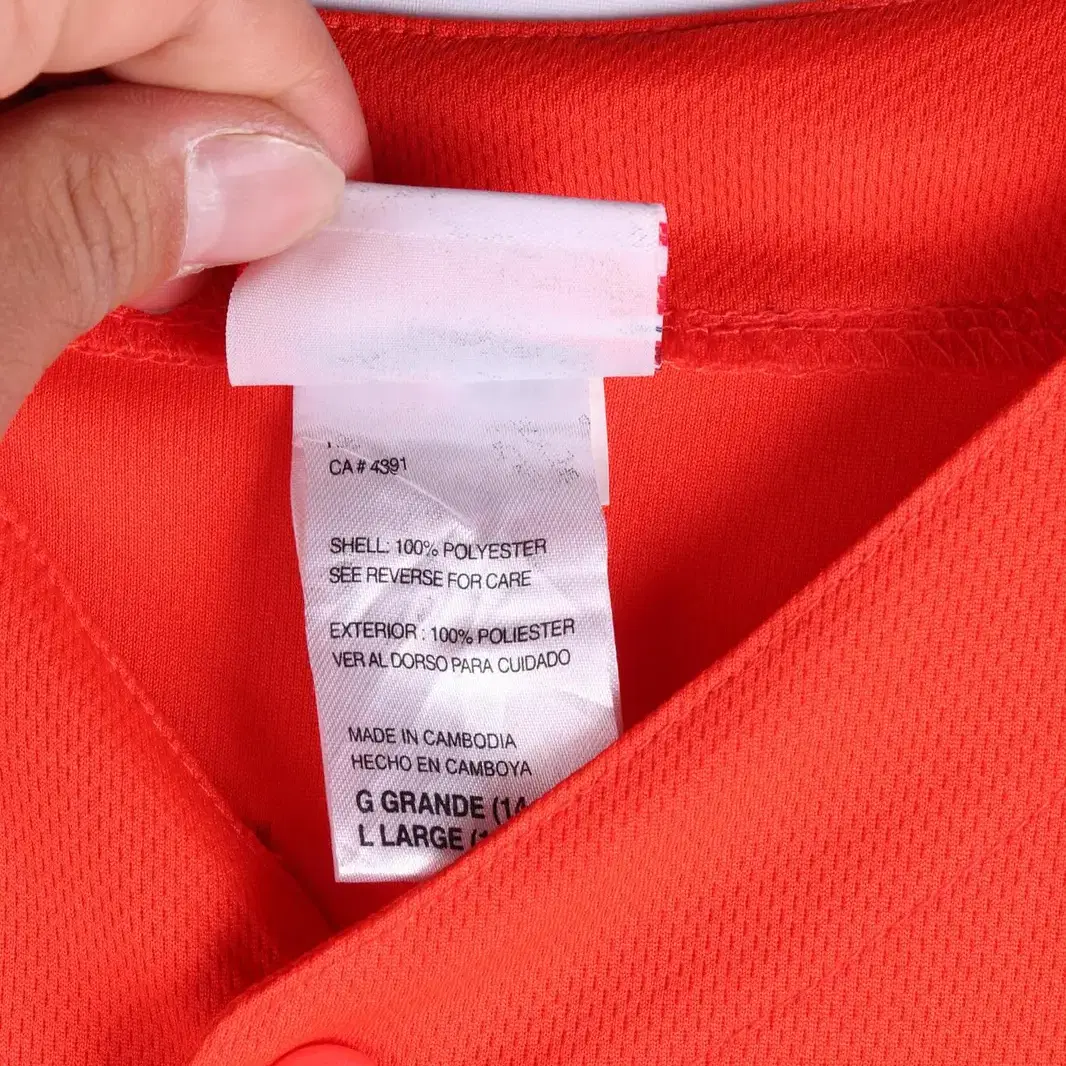 CA # 4391
SHELL: 100% POLYESTER
SEE REVERSE FOR CARE
EXTERIOR : 100% POLIESTER
VER AL DORSO PARA CUIDADO
MADE IN CAMBODIA
HECHO EN CAMBOYA
G GRANDE (14
L LARGE (